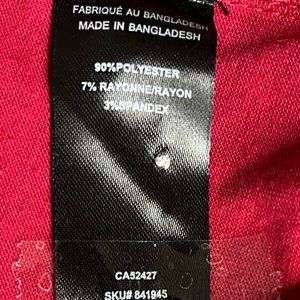 FABRIQUÉ AU BANGLADESH
MADE IN BANGLADESH
90%POLYESTER
7% RAYONNE/RAYON
3%SPANDEX
CA52427
SKU# 841945